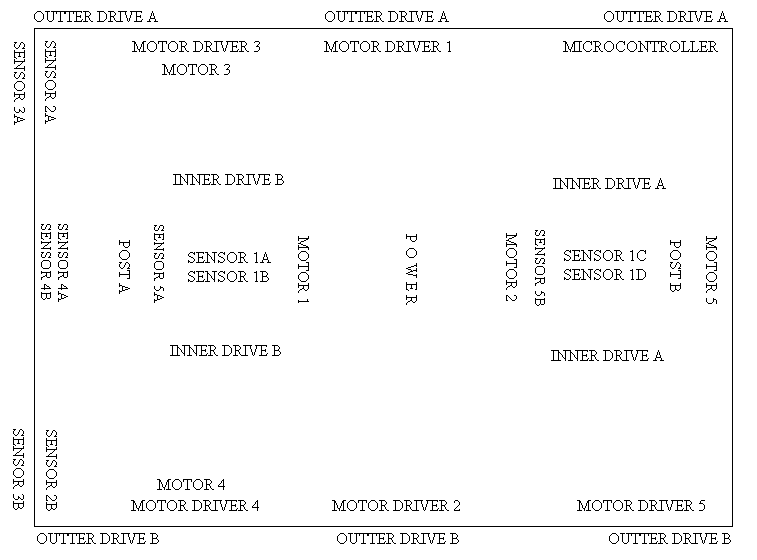 OUTTER DRIVE A OUTTER DRIVE A OUTTER DRIVE A
SENSOR 3A
SENSOR 2A
MOTOR DRIVER 3 MOTOR DRIVER 1 MICROCONTROLLER
MOTOR 3
INNER DRIVE B INNER DRIVE A
SENSOR 4B
SENSOR 4A
POST A
SENSOR 5A
SENSOR 1A
SENSOR 1B
MOTOR 1
P O W E R
MOTOR 2
SENSOR 5B
SENSOR 1C
SENSOR 1D
POST B
MOTOR 5
INNER DRIVE B INNER DRIVE A
SENSOR 3B
SENSOR 2B
MOTOR 4
MOTOR DRIVER 4 MOTOR DRIVER 2 MOTOR DRIVER 5
OUTTER DRIVE B OUTTER DRIVE B OUTTER DRIVE B